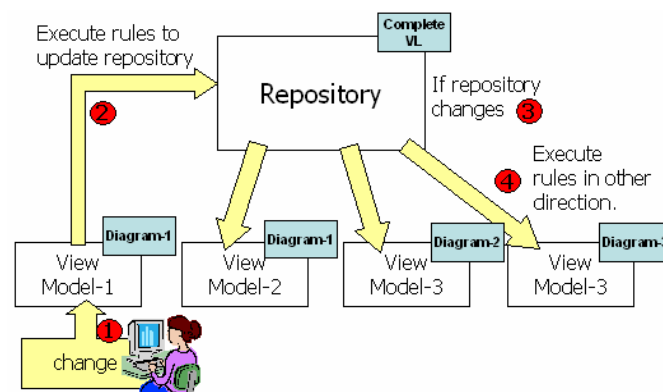 Execute rules to
update repository
2
Complete
VL
Repository
If repository
changes 3
4 Execute
rules in other
direction.
Diagram-1
View
Model-1
Diagram-1
View
Model-2
Diagram-2
View
Model-3
Diagram-3
View
Model-3
1
change